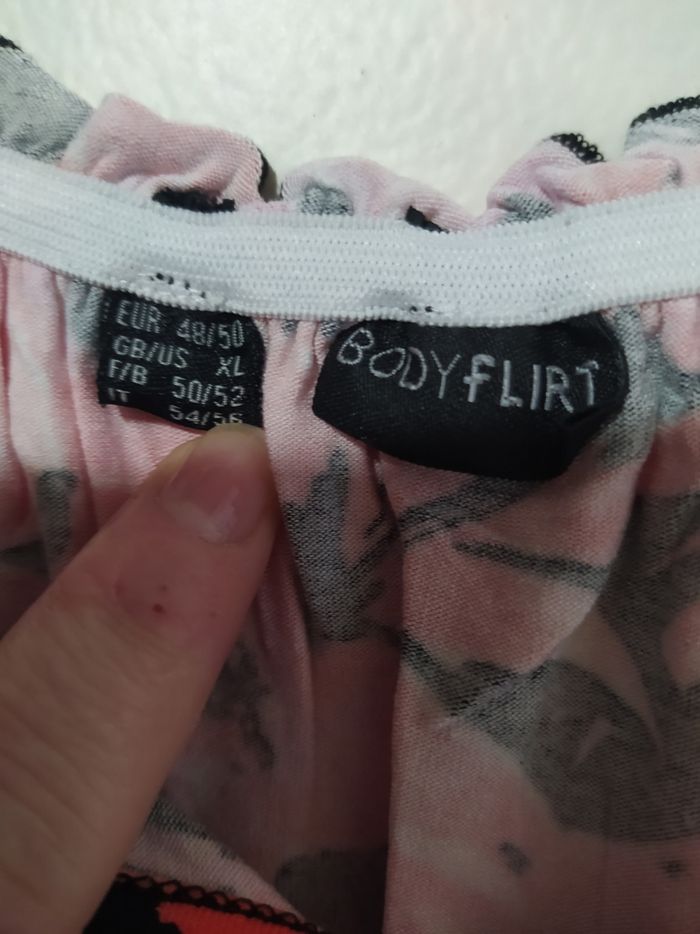 EUR 48/50
GB/US XL
F/B 50/52
IT 54/56
BODYFLIRT